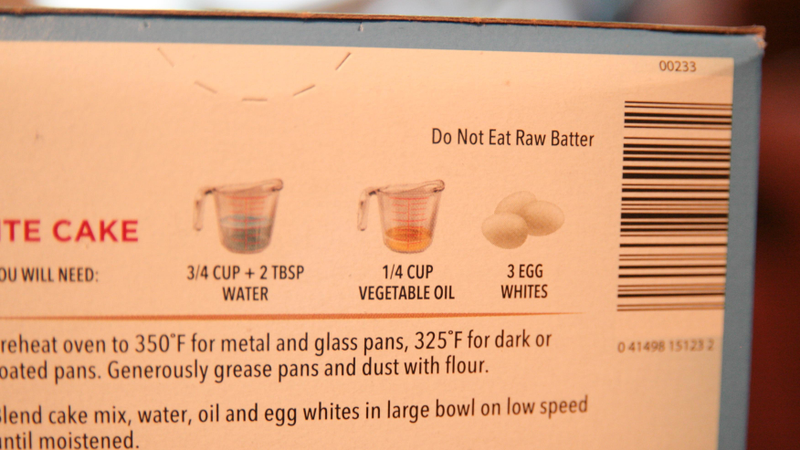 00233
Do Not Eat Raw Batter
ITE CAKE
OU WILL NEED:
3/4 CUP + 2 TBSP
WATER
1/4 CUP
VEGETABLE OIL
3 EGG
WHITES
reheat oven to 350°F for metal and glass pans, 325°F for dark or
oated pans. Generously grease pans and dust with flour.
Blend cake mix, water, oil and egg whites in large bowl on low speed
until moistened.
0 41498 15123 2